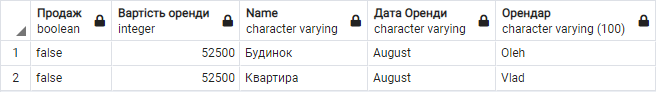 Продаж Вартість оренди Name Дата Оренди Орендар
boolean integer character varying character varying character varying (100)
1 false 52500 Будинок August Oleh
2 false 52500 Квартира August Vlad